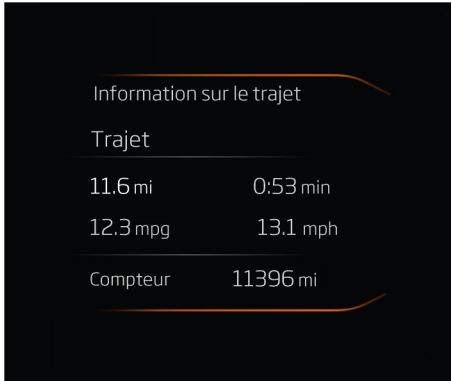 Information sur le trajet
Trajet
11.6 mi 0:53 min
12.3 mpg 13.1 mph
Compteur 11396 mi